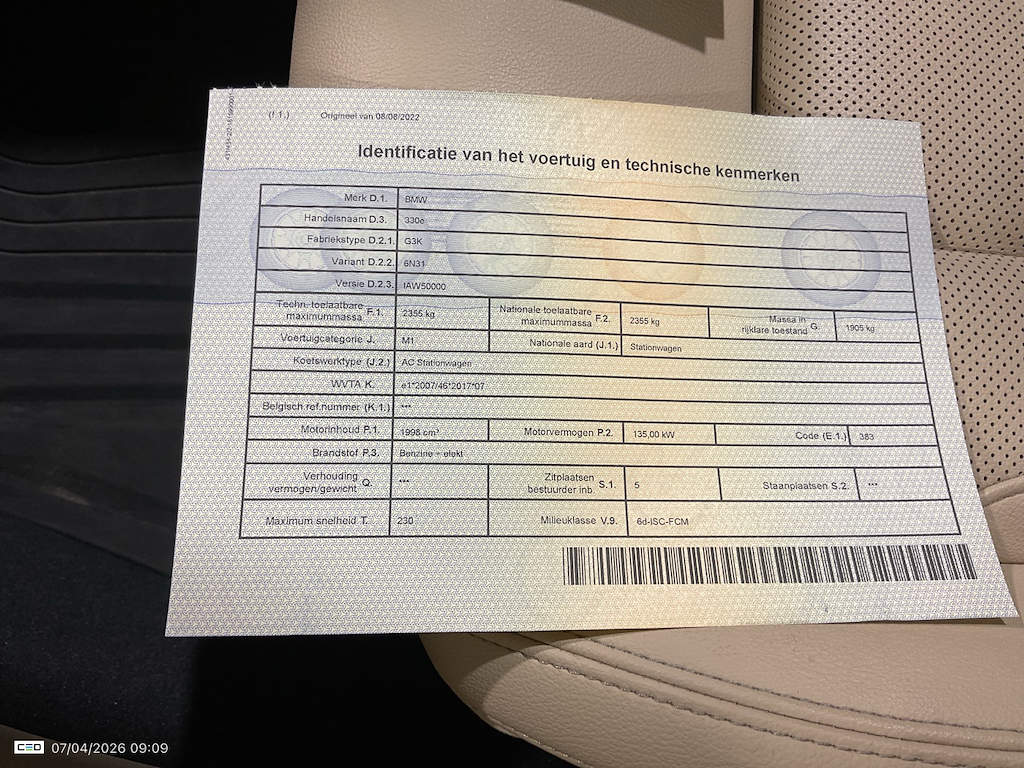 (I.1.) Origineel van 08/08/2022
Identificatie van het voertuig en technische kenmerken
Merk D.1. BMW
Handelsnaam D.3. 330e
Fabriekstype D.2.1. G3K
Variant D.2.2. 6N31
Versie D.2.3. IAW50000
Techn. toelaatbare maximummassa F.1. 2355 kg Nationale toelaatbare maximummassa F.2. 2355 kg Massa in rijklare toestand G. 1905 kg
Voertuigcategorie J. M1 Nationale aard (J.1.) Stationwagen
Koetswerktype (J.2.) AC Stationwagen
WVTA K. e1*2007/46*2017*07
Belgisch ref.nummer (K.1.) ***
Motorinhoud P.1. 1998 cm³ Motorvermogen P.2. 135,00 kW Code (E.1.) 383
Brandstof P.3. Benzine + elekt
Verhouding vermogen/gewicht Q. *** Zitplaatsen bestuurder inb. S.1. 5 Staanplaatsen S.2. ***
Maximum snelheid T. 230 Milieuklasse V.9. 6d-ISC-FCM
CEO 07/04/2026 09:09